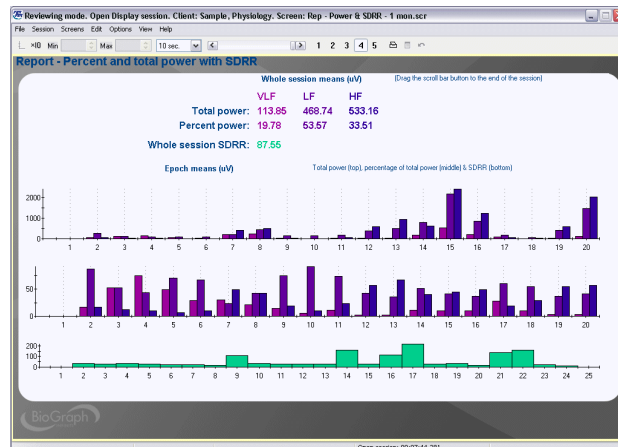 Reviewing mode. Open Display session. Client: Sample, Physiology. Screen: Rep - Power & SDRR - 1 mon.scr
File Session Screens Edit Options View Help
×10 Min Max 10 sec. 1 2 3 4 5
Report - Percent and total power with SDRR
Whole session means (uV) (Drag the scroll bar button to the end of the session)
VLF LF HF
Total power: 113.85 468.74 533.16
Percent power: 19.78 53.57 33.51
Whole session SDRR: 87.55
Epoch means (uV) Total power (top), percentage of total power (middle) & SDRR (bottom)
2000
1000
0
1 2 3 4 5 6 7 8 9 10 11 12 13 14 15 16 17 18 19 20
50
0
1 2 3 4 5 6 7 8 9 10 11 12 13 14 15 16 17 18 19 20
200
100
0
1 2 3 4 5 6 7 8 9 10 11 12 13 14 15 16 17 18 19 20 21 22 23 24 25
BioGraph